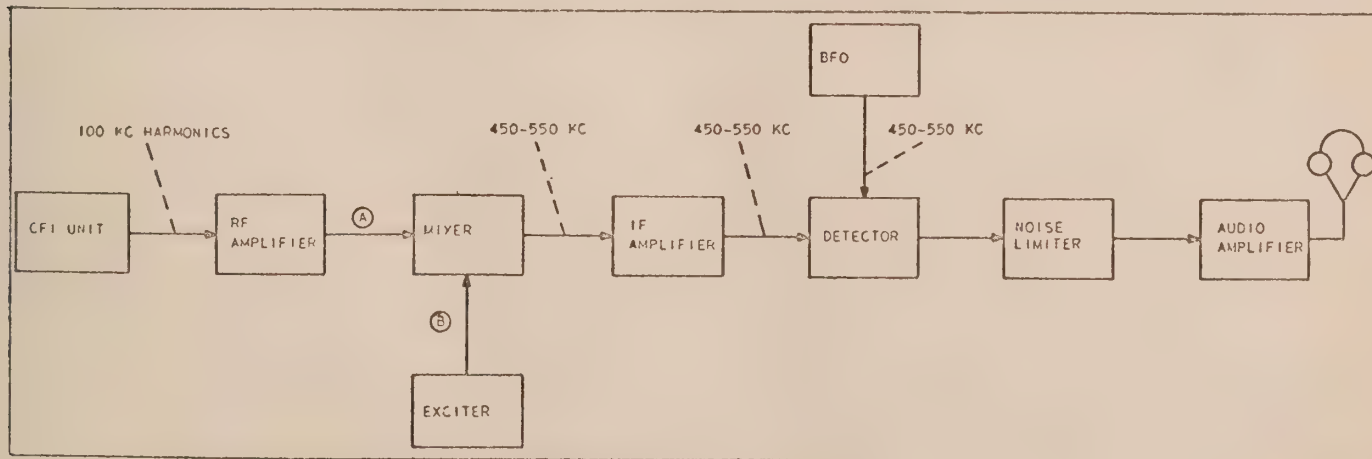 BFO
100 KC HARMONICS
450-550 KC
450-550 KC
450-550 KC
CFI UNIT
RF
AMPLIFIER
A
MIXER
IF
AMPLIFIER
DETECTOR
NOISE
LIMITER
AUDIO
AMPLIFIER
B
EXCITER